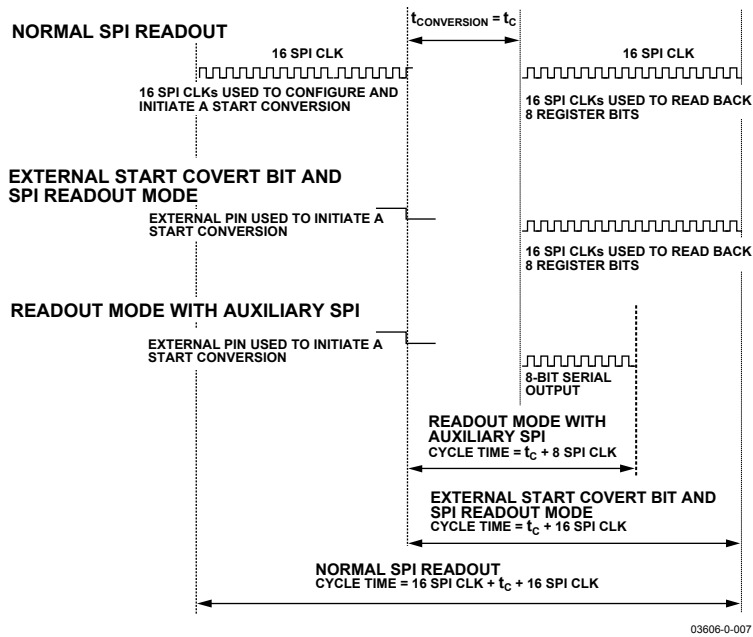 tCONVERSION = tC
NORMAL SPI READOUT
16 SPI CLK
16 SPI CLK
16 SPI CLKs USED TO CONFIGURE AND
INITIATE A START CONVERSION
16 SPI CLKs USED TO READ BACK
8 REGISTER BITS
EXTERNAL START COVERT BIT AND
SPI READOUT MODE
EXTERNAL PIN USED TO INITIATE A
START CONVERSION
16 SPI CLKs USED TO READ BACK
8 REGISTER BITS
READOUT MODE WITH AUXILIARY SPI
EXTERNAL PIN USED TO INITIATE A
START CONVERSION
8-BIT SERIAL
OUTPUT
READOUT MODE WITH
AUXILIARY SPI
CYCLE TIME = tC + 8 SPI CLK
EXTERNAL START COVERT BIT AND
SPI READOUT MODE
CYCLE TIME = tC + 16 SPI CLK
NORMAL SPI READOUT
CYCLE TIME = 16 SPI CLK + tC + 16 SPI CLK
03606-0-007